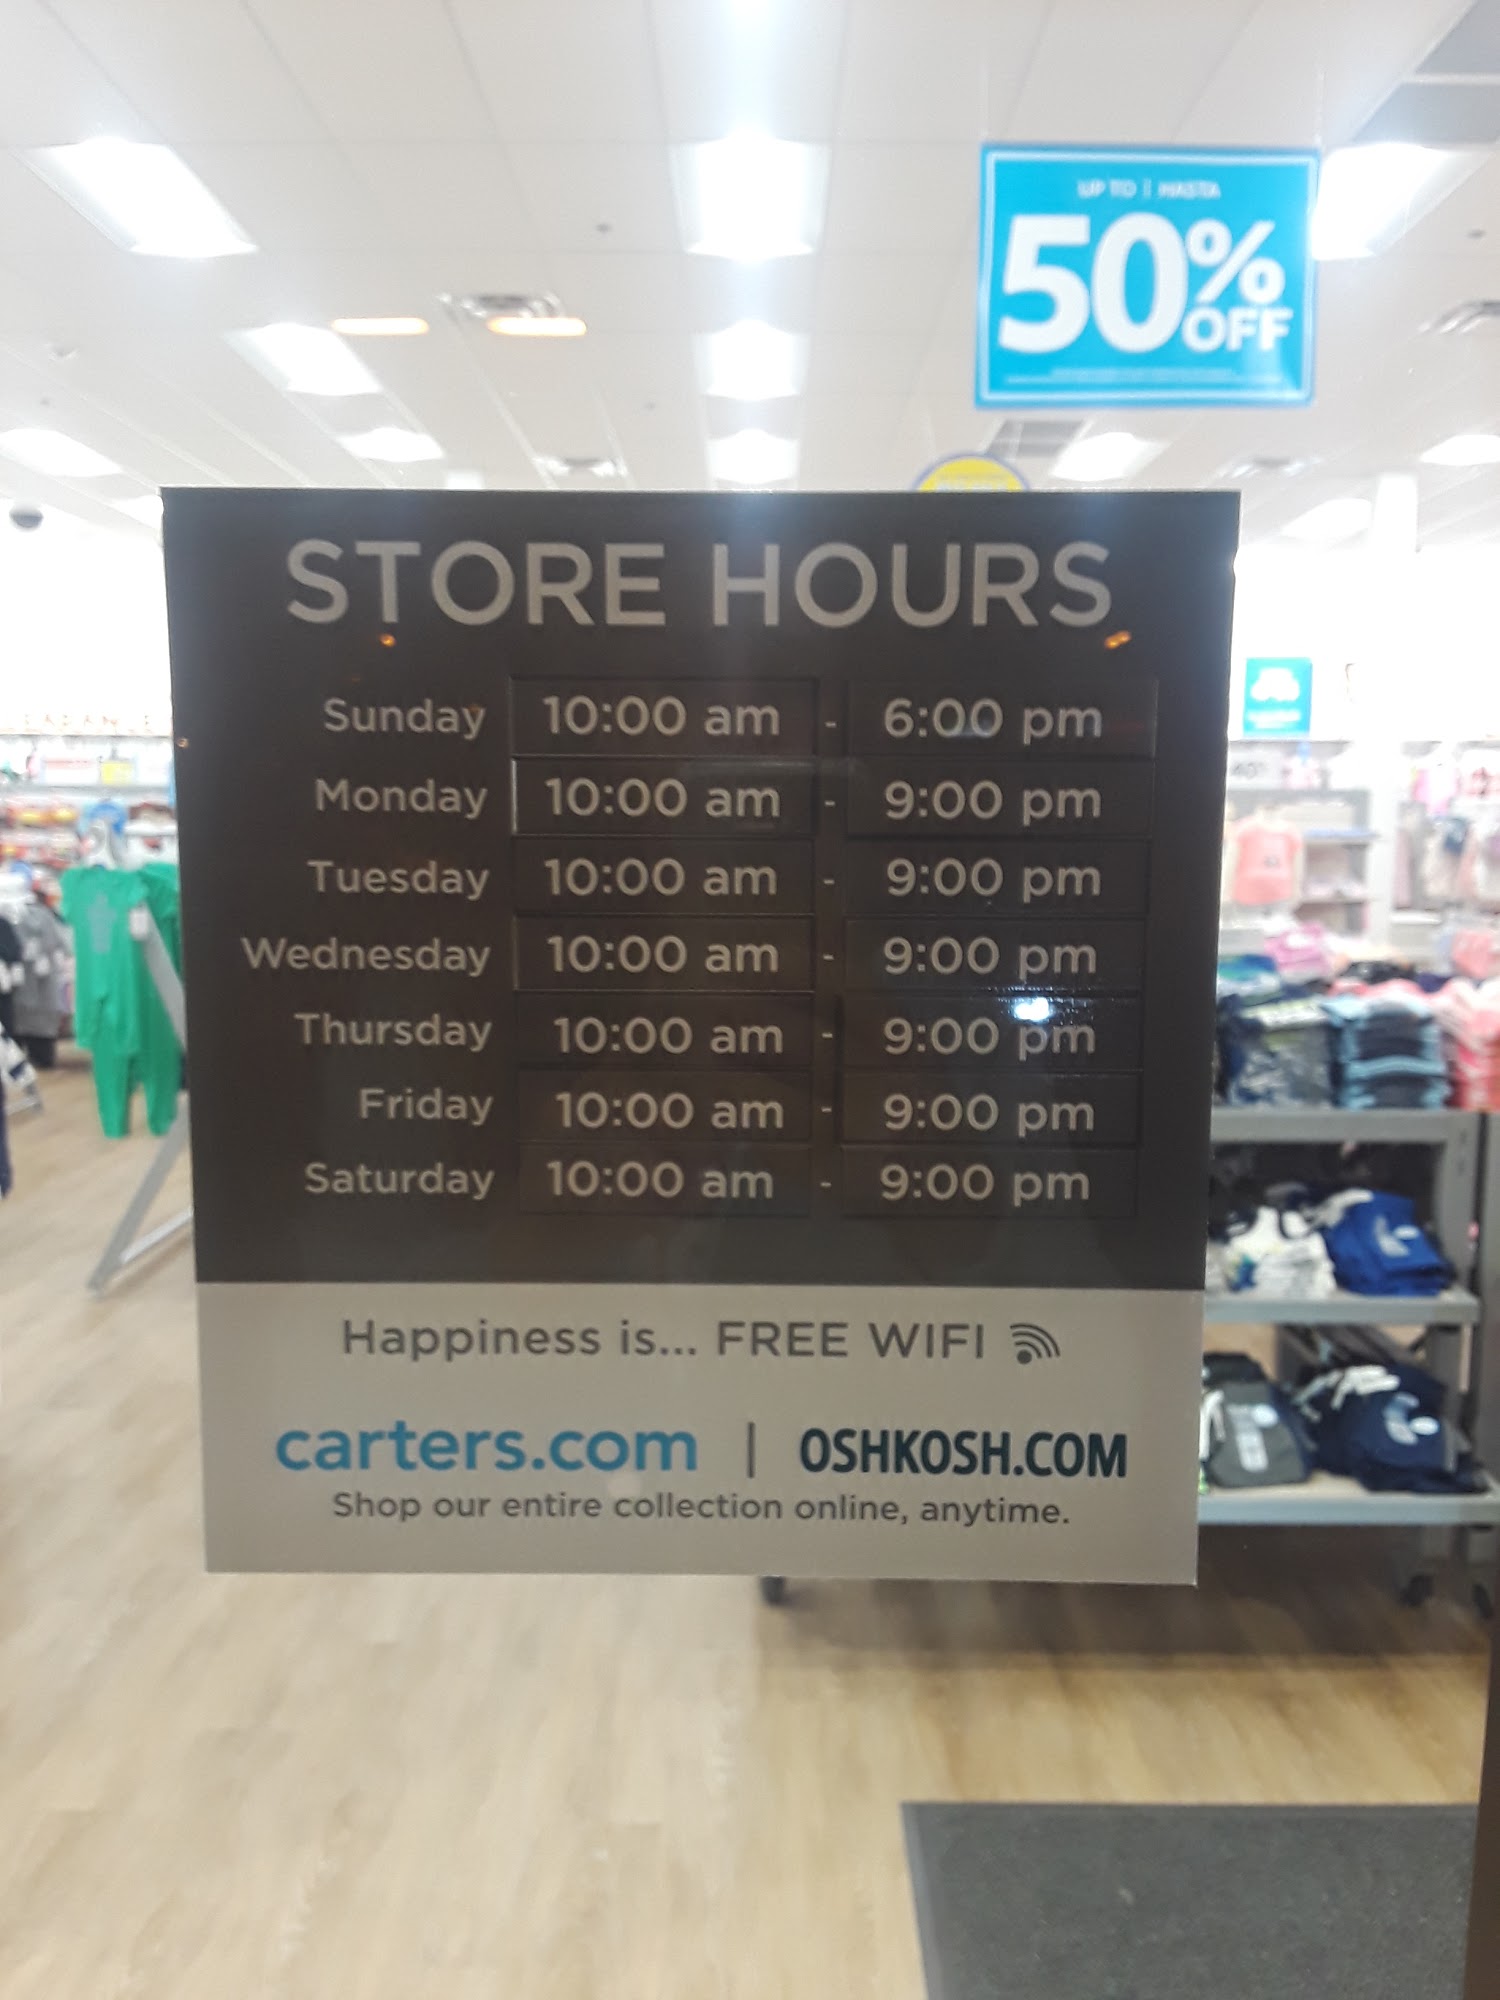 UP TO | HASTA
50%
OFF
STORE HOURS
Sunday 10:00 am - 6:00 pm
Monday 10:00 am - 9:00 pm
Tuesday 10:00 am - 9:00 pm
Wednesday 10:00 am - 9:00 pm
Thursday 10:00 am - 9:00 pm
Friday 10:00 am - 9:00 pm
Saturday 10:00 am - 9:00 pm
Happiness is... FREE WIFI
carters.com | OSHKOSH.COM
Shop our entire collection online, anytime.